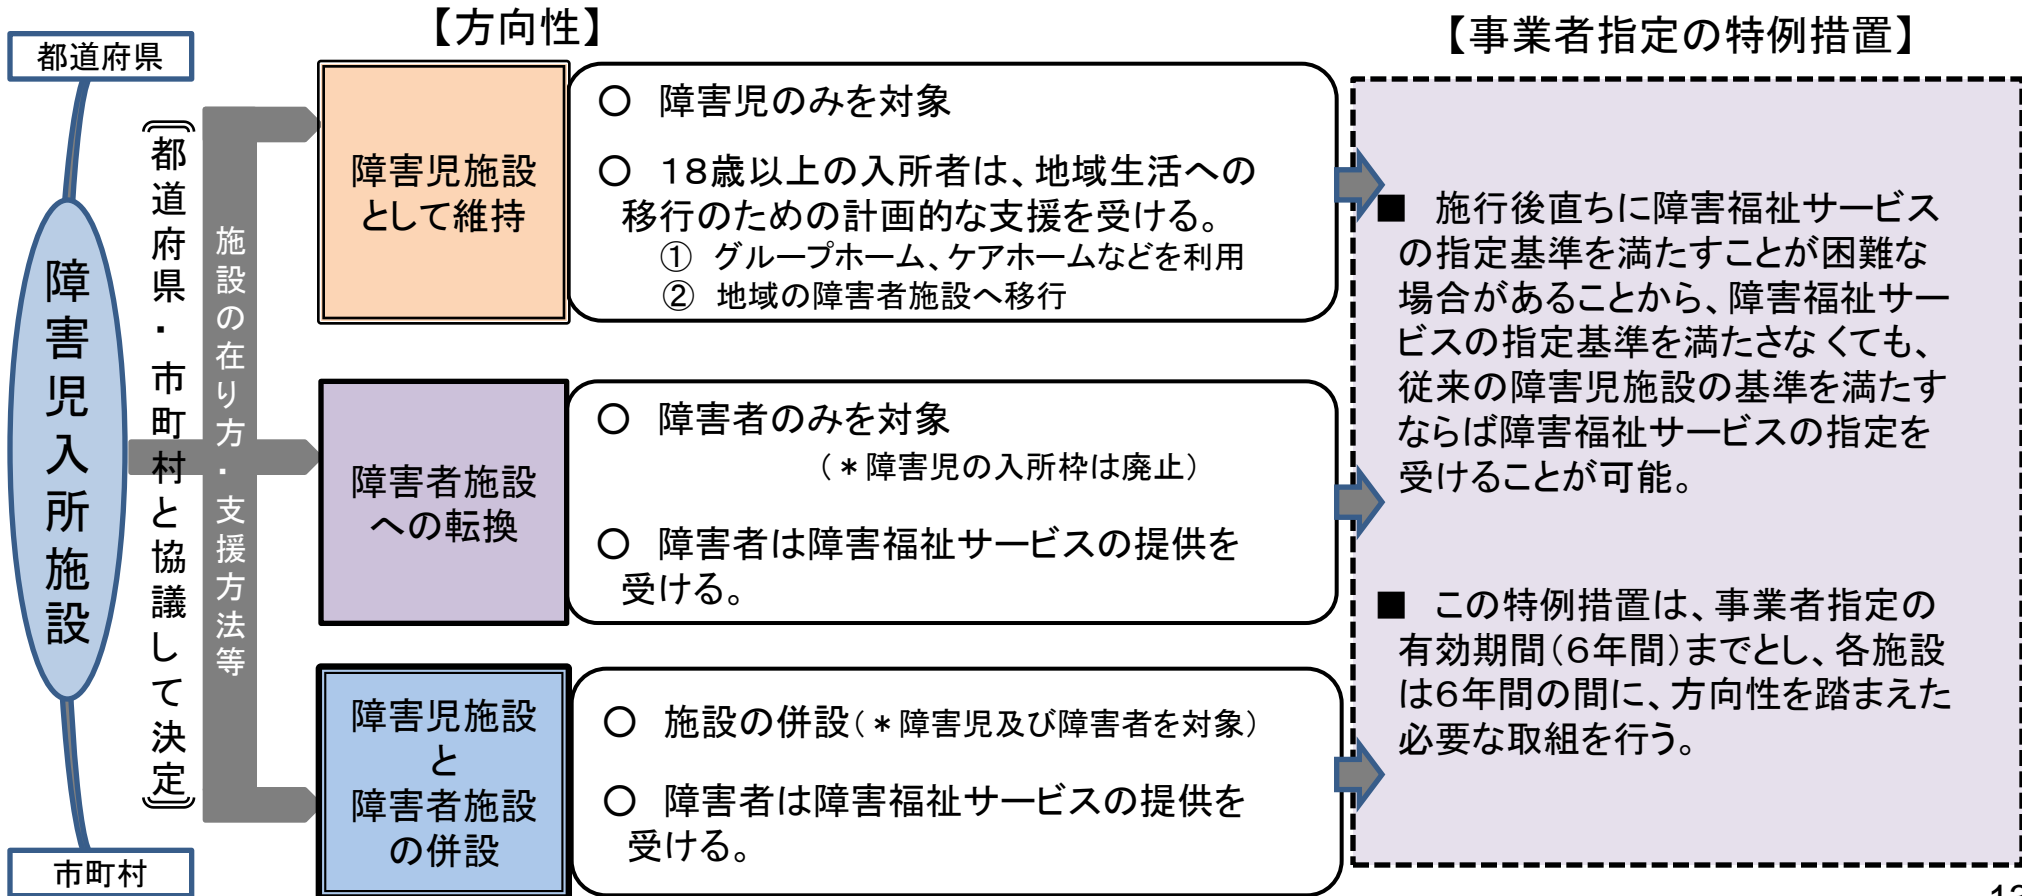 【方向性】
【事業者指定の特例措置】
都道府県
障害児入所施設
市町村
(都道府県・市町村と協議して決定)
施設の在り方・支援方法等
障害児施設
として維持
○ 障害児のみを対象
○ 18歳以上の入所者は、地域生活への
移行のための計画的な支援を受ける。
① グループホーム、ケアホームなどを利用
② 地域の障害者施設へ移行
障害者施設
への転換
○ 障害者のみを対象
(*障害児の入所枠は廃止)
○ 障害者は障害福祉サービスの提供を
受ける。
障害児施設
と
障害者施設
の併設
○ 施設の併設(*障害児及び障害者を対象)
○ 障害者は障害福祉サービスの提供を
受ける。
■ 施行後直ちに障害福祉サービス
の指定基準を満たすことが困難な
場合があることから、障害福祉サー
ビスの指定基準を満たさなくても、
従来の障害児施設の基準を満たす
ならば障害福祉サービスの指定を
受けることが可能。
■ この特例措置は、事業者指定の
有効期間(6年間)までとし、各施設
は6年間の間に、方向性を踏まえた
必要な取組を行う。